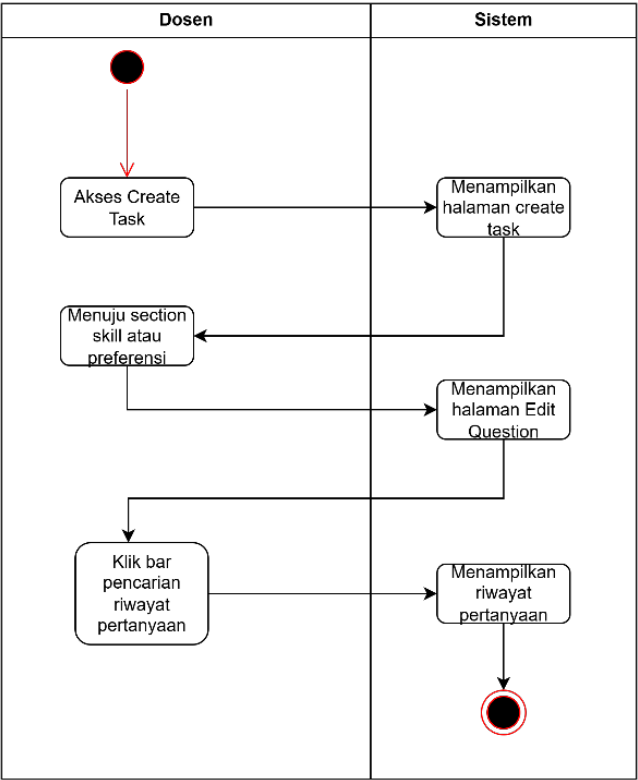 Dosen
Sistem
Akses Create
Task
Menampilkan
halaman create
task
Menuju section
skill atau
preferensi
Menampilkan
halaman Edit
Question
Klik bar
pencarian
riwayat
pertanyaan
Menampilkan
riwayat
pertanyaan